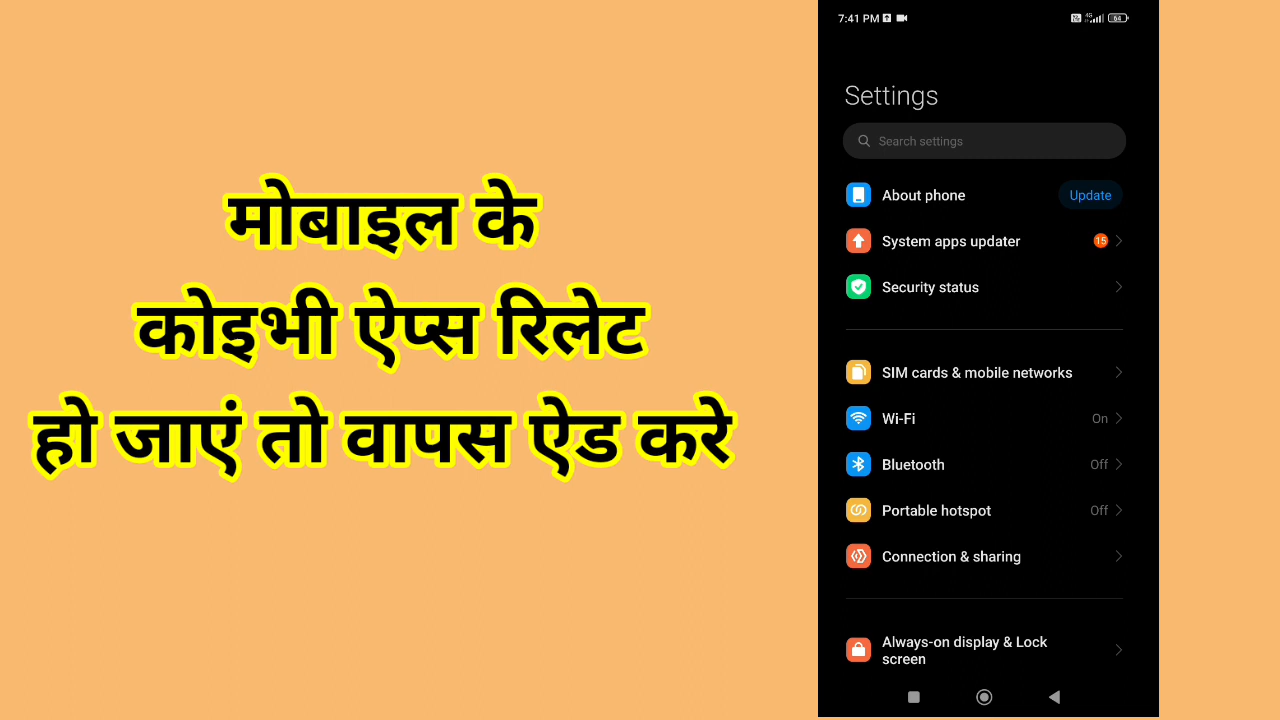 मोबाइल के
कोइभी ऐप्स रिलेट
हो जाएं तो वापस ऐड करे
7:41 PM 4G 64
Settings
Search settings
About phone Update
System apps updater 15
Security status
SIM cards & mobile networks
Wi-Fi On
Bluetooth Off
Portable hotspot Off
Connection & sharing
Always-on display & Lock
screen